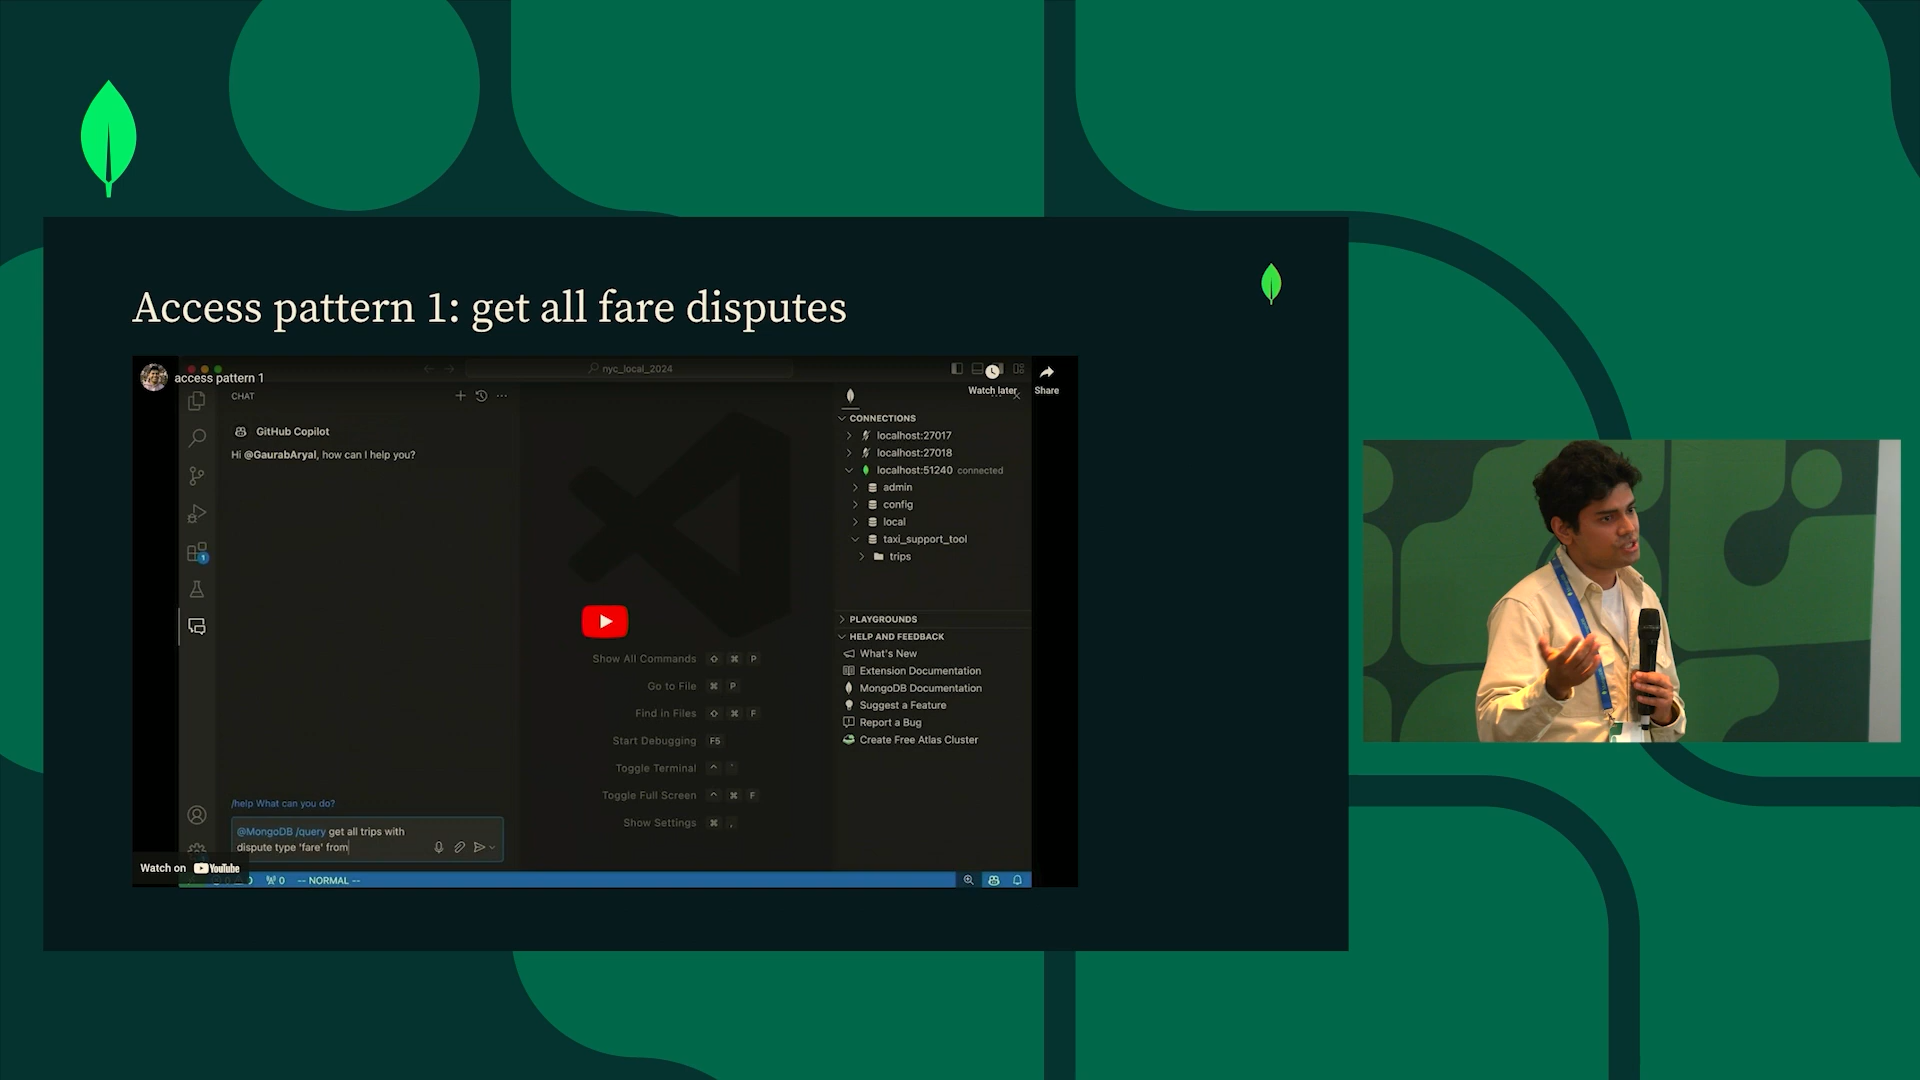 Access pattern 1: get all fare disputes
access pattern 1
nyc_local_2024
Watch later
Share
CHAT
GitHub Copilot
Hi @GaurabAryal, how can I help you?
CONNECTIONS
localhost:27017
localhost:27018
localhost:51240 connected
admin
config
local
taxi_support_tool
trips
PLAYGROUNDS
HELP AND FEEDBACK
What's New
Extension Documentation
MongoDB Documentation
Suggest a Feature
Report a Bug
Create Free Atlas Cluster
Show All Commands ⇧ ⌘ P
Go to File ⌘ P
Find in Files ⇧ ⌘ F
Start Debugging F5
Toggle Terminal ^ `
Toggle Full Screen ^ ⌘ F
Show Settings ⌘ ,
1
/help What can you do?
@MongoDB /query get all trips with
dispute type 'fare' from
Watch on YouTube
0 0 -- NORMAL --